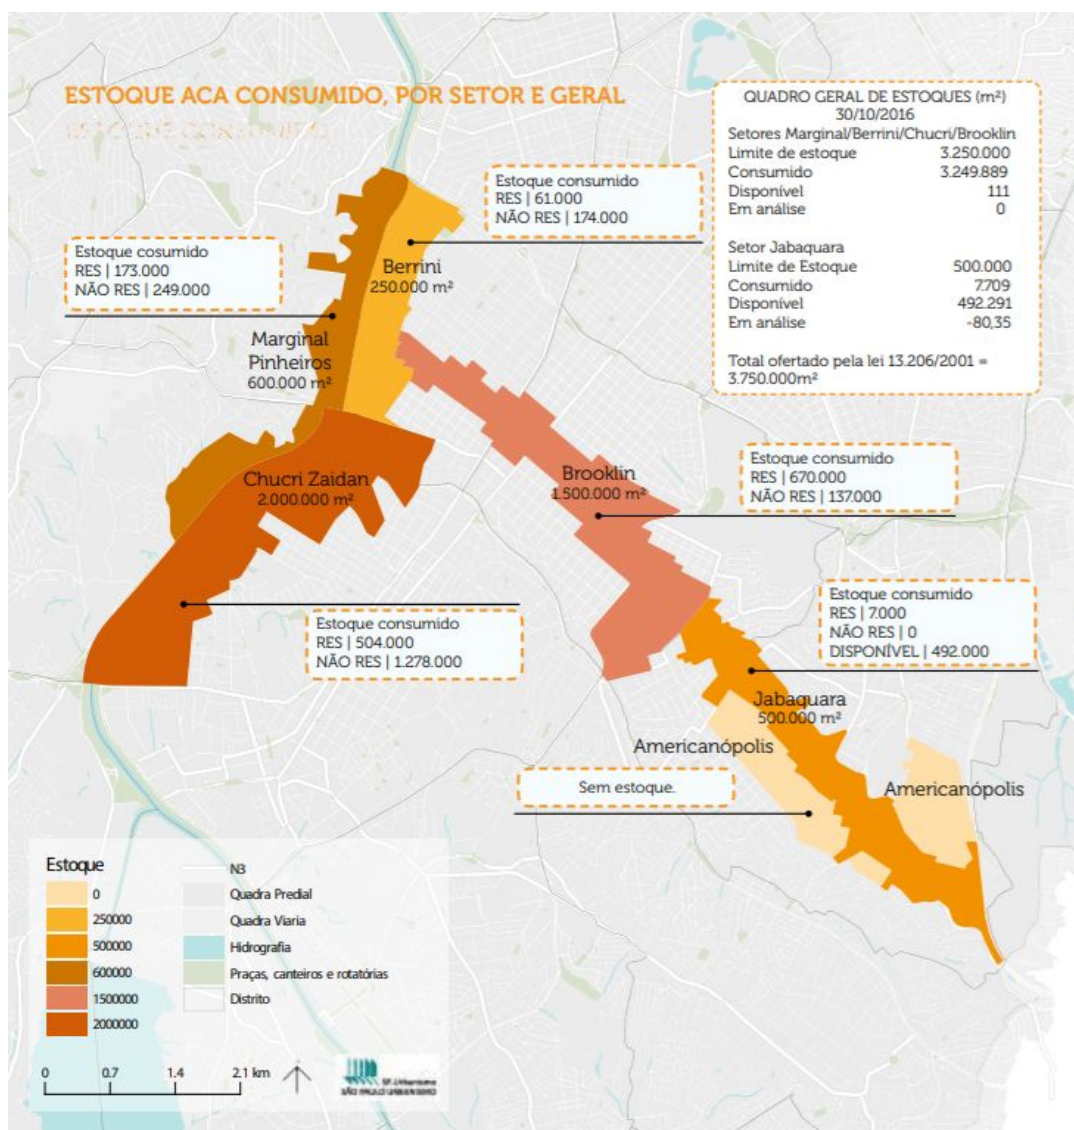 ESTOQUE ACA CONSUMIDO, POR SETOR E GERAL
QUADRO GERAL DE ESTOQUES (m²)
30/10/2016
Setores Marginal/Berrini/Chucri/Brooklin
Limite de estoque 3.250.000
Consumido 3.249.889
Disponível 111
Em análise 0
Setor Jabaquara
Limite de Estoque 500.000
Consumido 7.709
Disponível 492.291
Em análise -80,35
Total ofertado pela lei 13.206/2001 =
3.750.000m²
Estoque consumido
RES | 61.000
NÃO RES | 174.000
Estoque cosumido
RES | 173.000
NÃO RES | 249.000
Berrini
250.000 m²
Marginal
Pinheiros
600.000 m²
Chucri Zaidan
2.000.000 m²
Brooklin
1.500.000 m²
Estoque consumido
RES | 670.000
NÃO RES | 137.000
Estoque consumido
RES | 504.000
NÃO RES | 1.278.000
Estoque consumido
RES | 7.000
NÃO RES | 0
DISPONÍVEL | 492.000
Jabaquara
500.000 m²
Americanópolis
Americanópolis
Sem estoque.
Estoque
0
250000
500000
600000
1500000
2000000
N3
Quadra Predial
Quadra Viaria
Hidrografia
Praças, canteiros e rotatórias
Distrito
0 0.7 1.4 2.1 km
SP-Urbanismo
SÃO PAULO URBANISMO